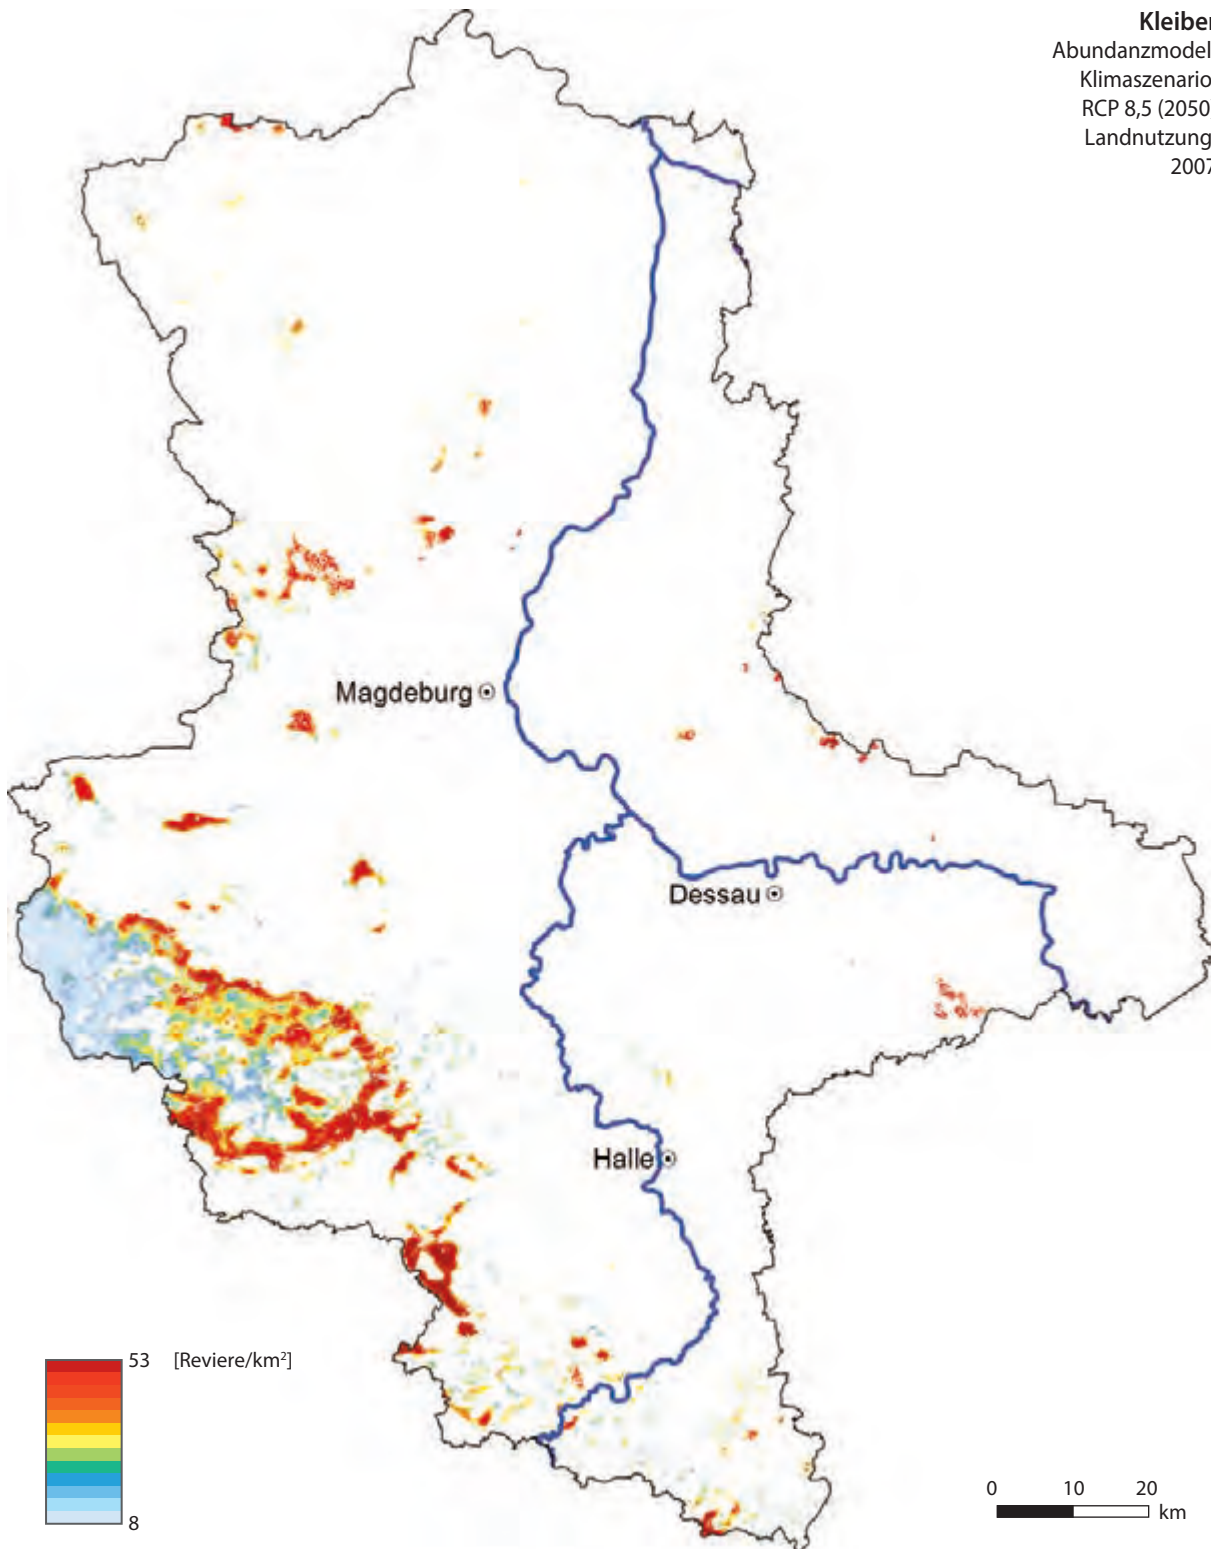 Kleiber
Abundanzmodell
Klimaszenario
RCP 8,5 (2050
Landnutzung
2007
Magdeburg
Dessau
Halle
53 [Reviere/km²]
8
0 10 20
km